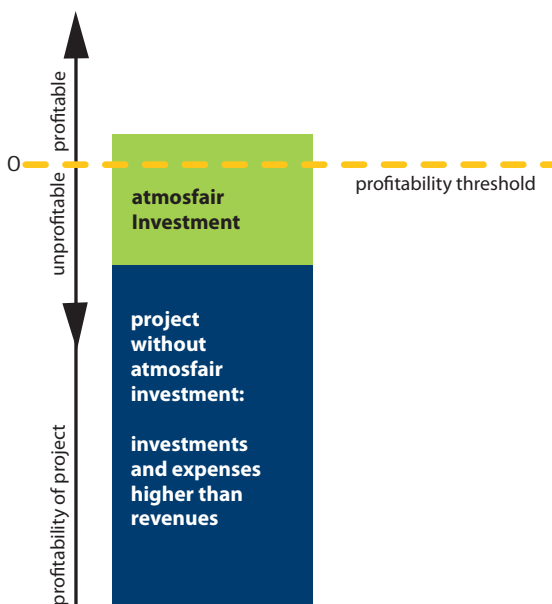 profitable
0
unprofitable
profitability threshold
atmosfair
Investment
project
without
atmosfair
investment:
investments
and expenses
higher than
revenues
profitability of project